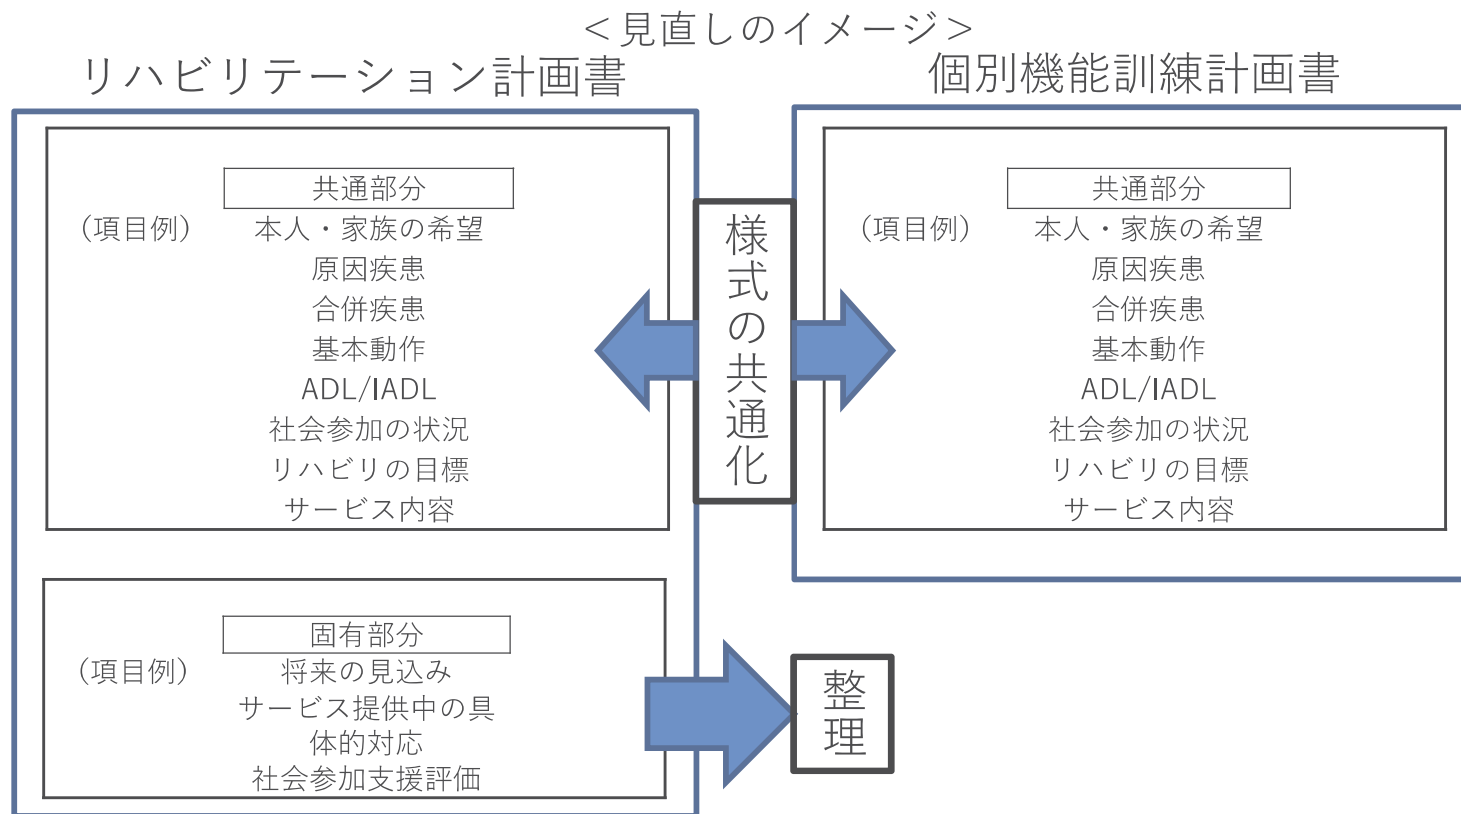 ＜見直しのイメージ＞
リハビリテーション計画書
共通部分
（項目例）
本人・家族の希望
原因疾患
合併疾患
基本動作
ADL/IADL
社会参加の状況
リハビリの目標
サービス内容
固有部分
（項目例）
将来の見込み
サービス提供中の具
体的対応
社会参加支援評価
様式の共通化
整理
個別機能訓練計画書
共通部分
（項目例）
本人・家族の希望
原因疾患
合併疾患
基本動作
ADL/IADL
社会参加の状況
リハビリの目標
サービス内容